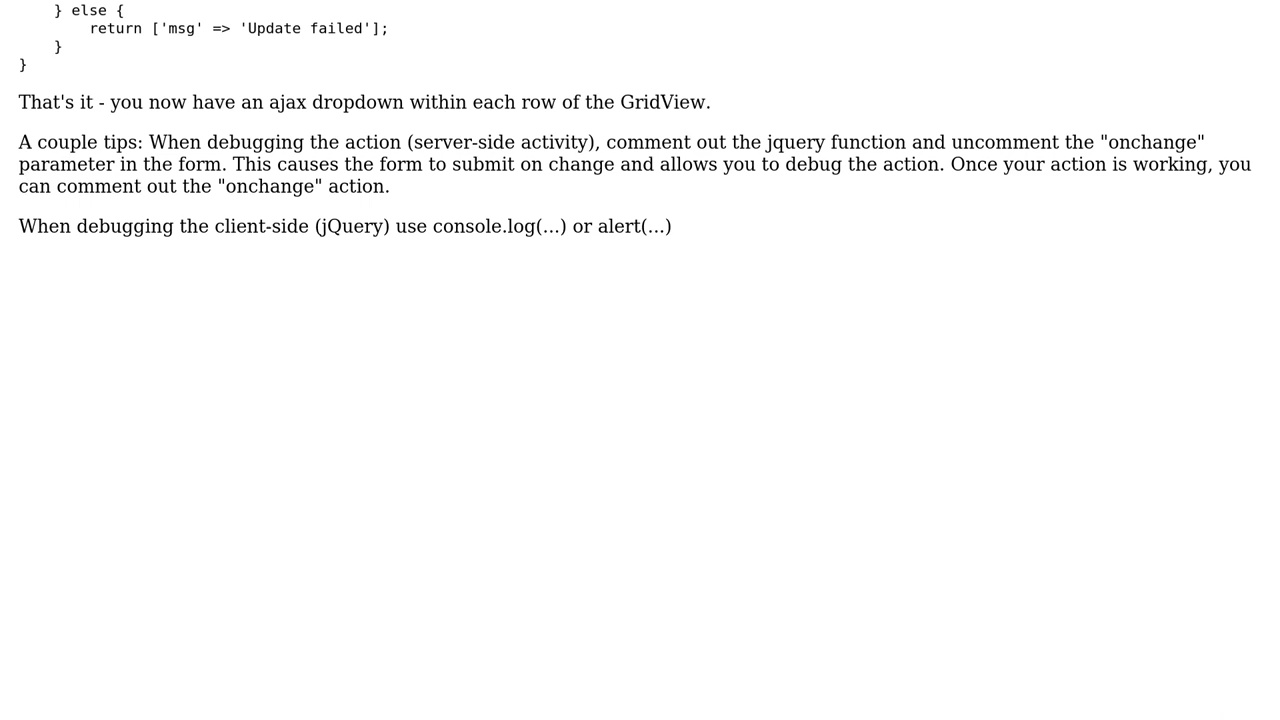 } else {
return ['msg' => 'Update failed'];
}
}
That's it - you now have an ajax dropdown within each row of the GridView.
A couple tips: When debugging the action (server-side activity), comment out the jquery function and uncomment the "onchange"
parameter in the form. This causes the form to submit on change and allows you to debug the action. Once your action is working, you
can comment out the "onchange" action.
When debugging the client-side (jQuery) use console.log(...) or alert(...)